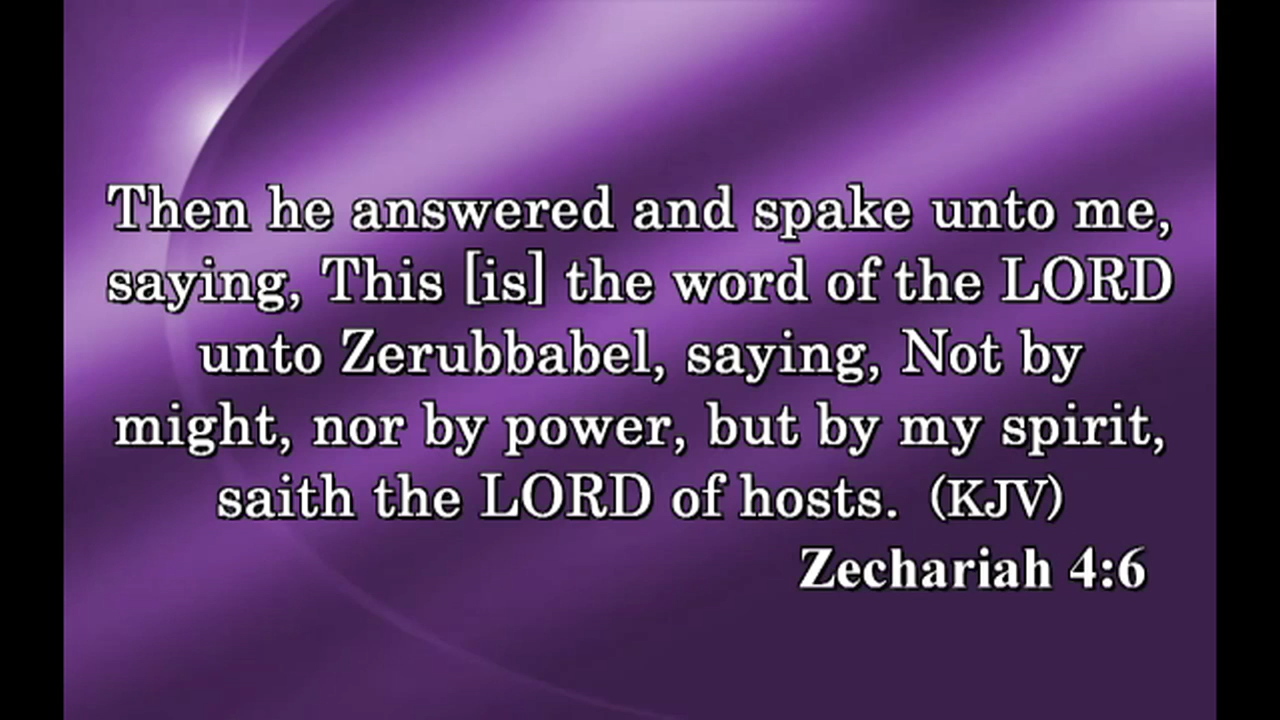 Then he answered and spake unto me,
saying, This [is] the word of the LORD
unto Zerubbabel, saying, Not by
might, nor by power, but by my spirit,
saith the LORD of hosts. (KJV)
Zechariah 4:6